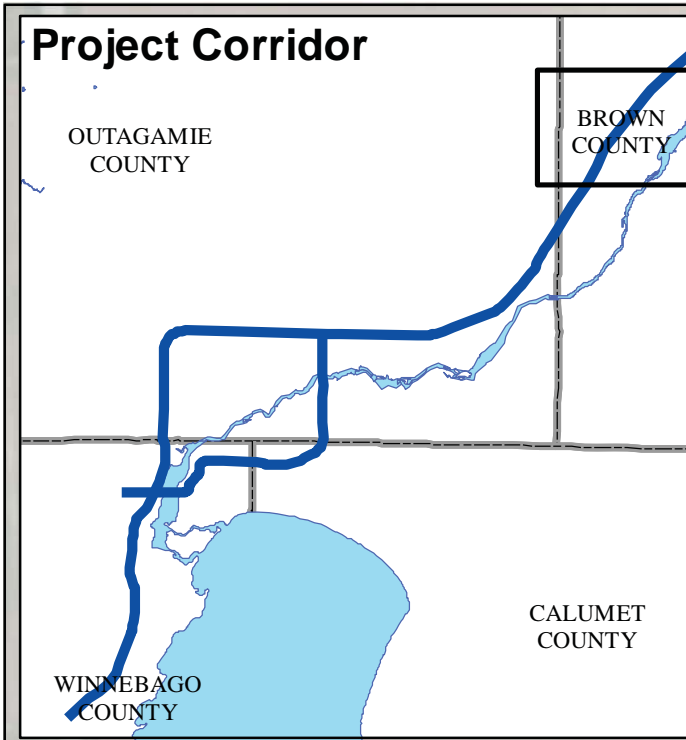 Project Corridor
OUTAGAMIE
COUNTY
BROWN
COUNTY
CALUMET
COUNTY
WINNEBAGO
COUNTY